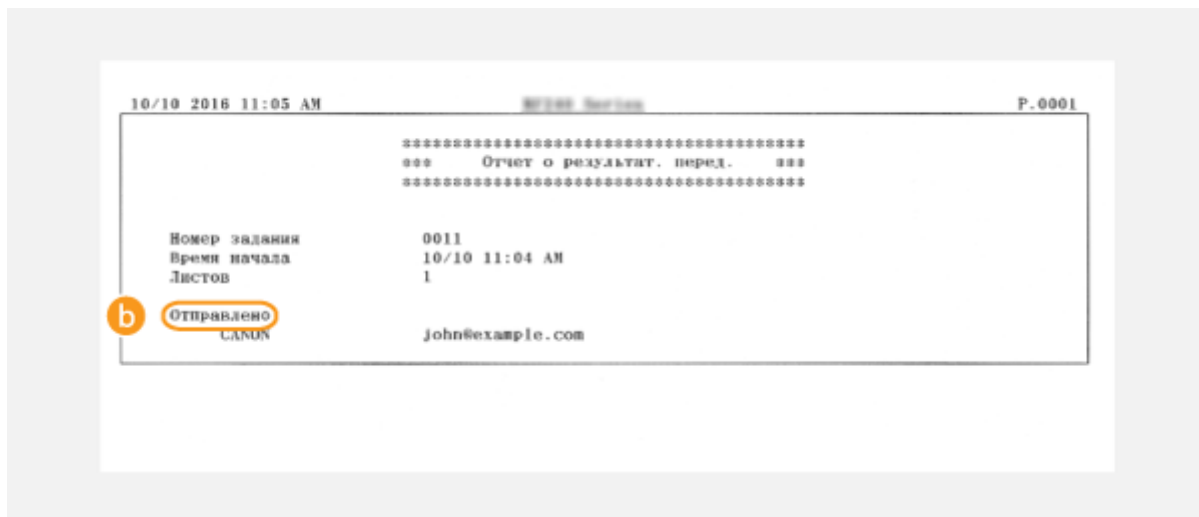 10/10 2016 11:05 AM P.0001
****************************************
*** Отчет о результат. перед. ***
****************************************
Номер задания 0011
Время начала 10/10 11:04 AM
Листов 1
b Отправлено
CANON john@example.com